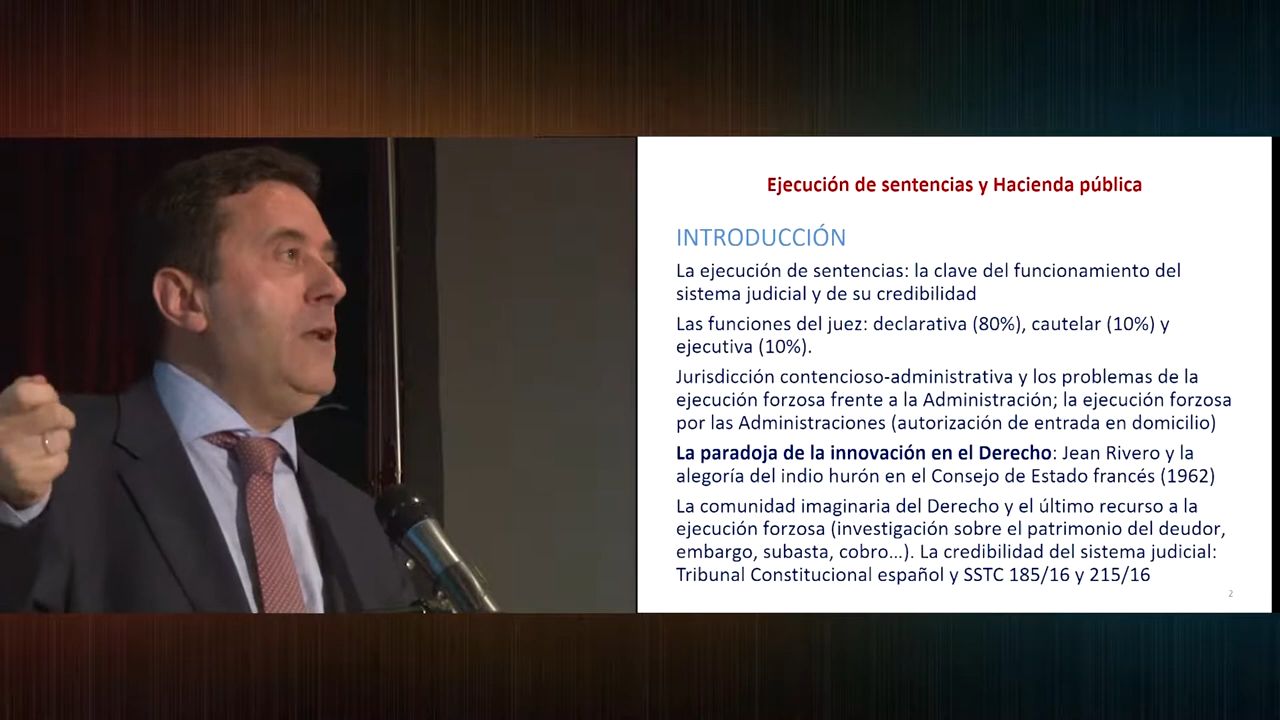 Ejecución de sentencias y Hacienda pública
INTRODUCCIÓN
La ejecución de sentencias: la clave del funcionamiento del
sistema judicial y de su credibilidad
Las funciones del juez: declarativa (80%), cautelar (10%) y
ejecutiva (10%).
Jurisdicción contencioso-administrativa y los problemas de la
ejecución forzosa frente a la Administración; la ejecución forzosa
por las Administraciones (autorización de entrada en domicilio)
La paradoja de la innovación en el Derecho: Jean Rivero y la
alegoría del indio hurón en el Consejo de Estado francés (1962)
La comunidad imaginaria del Derecho y el último recurso a la
ejecución forzosa (investigación sobre el patrimonio del deudor,
embargo, subasta, cobro...). La credibilidad del sistema judicial:
Tribunal Constitucional español y SSTC 185/16 y 215/16
2